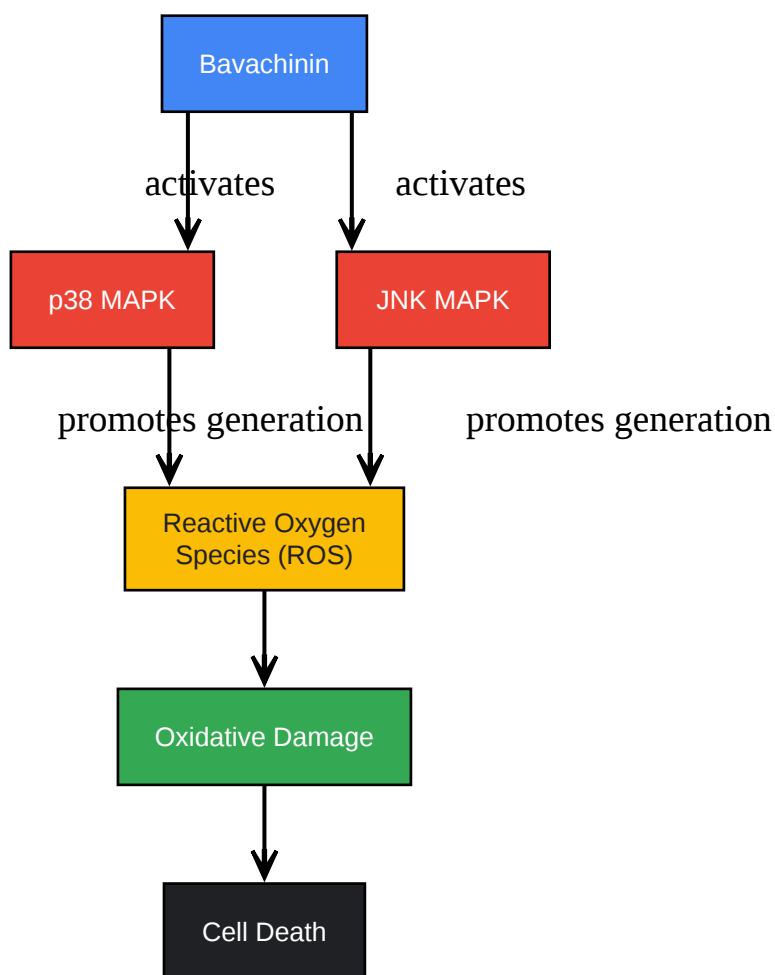 Bavachinin
activates
activates
p38 MAPK
JNK MAPK
promotes generation
promotes generation
Reactive Oxygen
Species (ROS)
Oxidative Damage
Cell Death